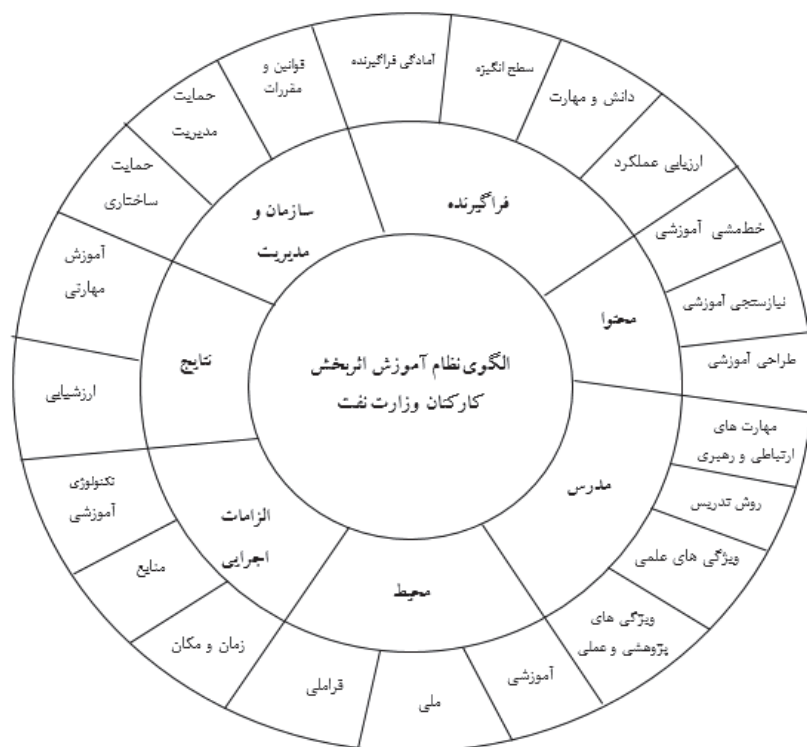 الگوی نظام آموزش اثربخش
کارکنان وزارت نفت
فراگیرنده
آمادگی فراگیرنده
سطح انگیزه
دانش و مهارت
ارزیابی عملکرد
محتوا
خط‌مشی آموزشی
نیازسنجی آموزشی
طراحی آموزشی
مدرس
مهارت های
ارتباطی و رهبری
روش تدریس
ویژگی های علمی
ویژگی های
پژوهشی و عملی
محیط
آموزشی
ملی
فراملی
الزامات
اجرایی
زمان و مکان
منابع
تکنولوژی
آموزشی
نتایج
ارزشیابی
آموزش
مهارتی
سازمان و
مدیریت
حمایت
ساختاری
حمایت
مدیریت
قوانین و
مقررات